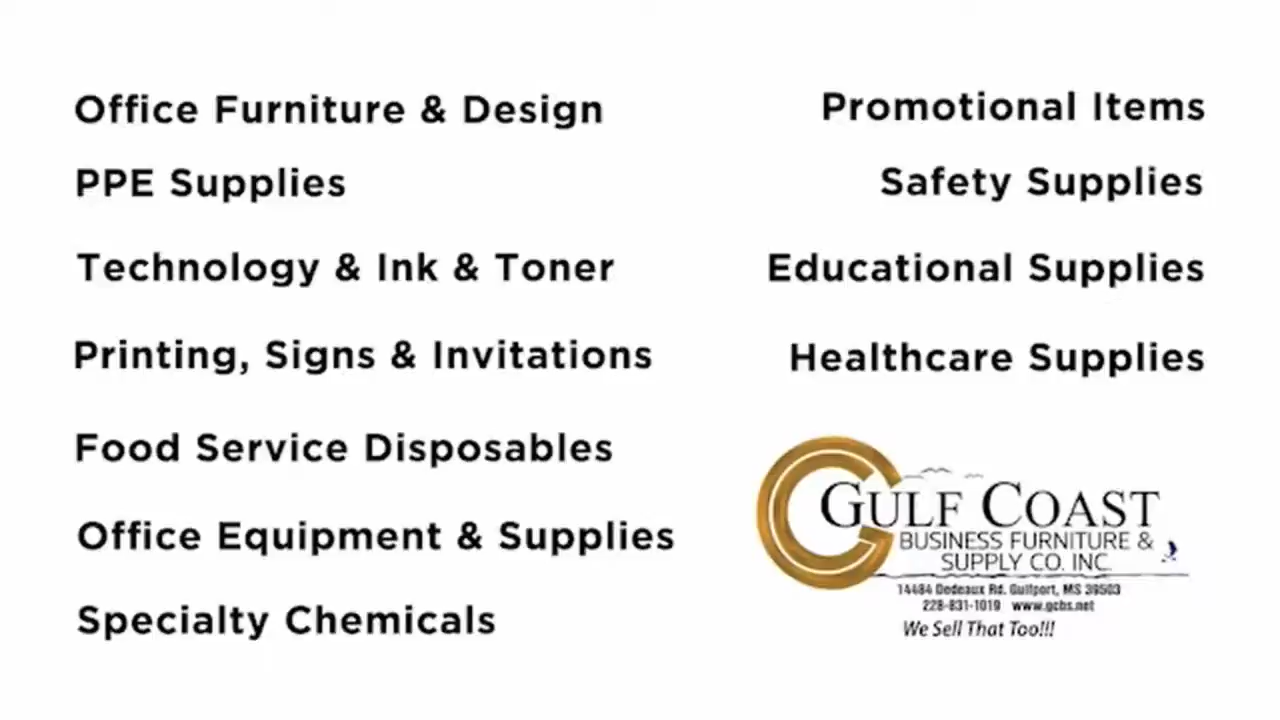 Office Furniture & Design
PPE Supplies
Technology & Ink & Toner
Printing, Signs & Invitations
Food Service Disposables
Office Equipment & Supplies
Specialty Chemicals
Promotional Items
Safety Supplies
Educational Supplies
Healthcare Supplies
GULF COAST
BUSINESS FURNITURE &
SUPPLY CO. INC.
14484 Dedeaux Rd. Gulfport, MS 39503
228-831-1019 www.gcbs.net
We Sell That Too!!!